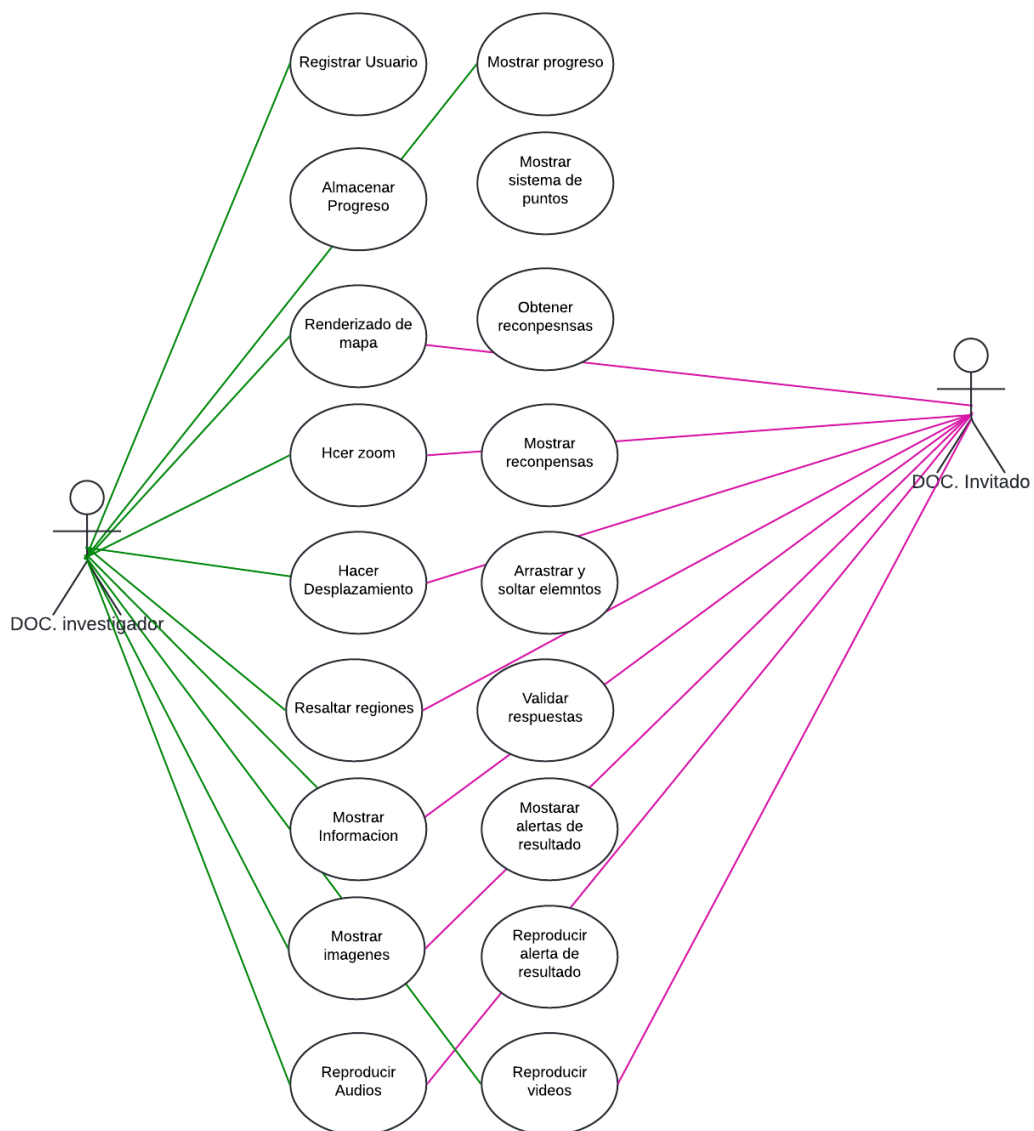 Registrar Usuario
Mostrar progreso
Almacenar
Progreso
Mostrar
sistema de
puntos
Renderizado de
mapa
Obtener
reconpesnsas
Hcer zoom
Mostrar
reconpensas
DOC. Invitado
Hacer
Desplazamiento
Arrastrar y
soltar elemntos
DOC. investigador
Resaltar regiones
Validar
respuestas
Mostrar
Informacion
Mostarar
alertas de
resultado
Mostrar
imagenes
Reproducir
alerta de
resultado
Reproducir
Audios
Reproducir
videos